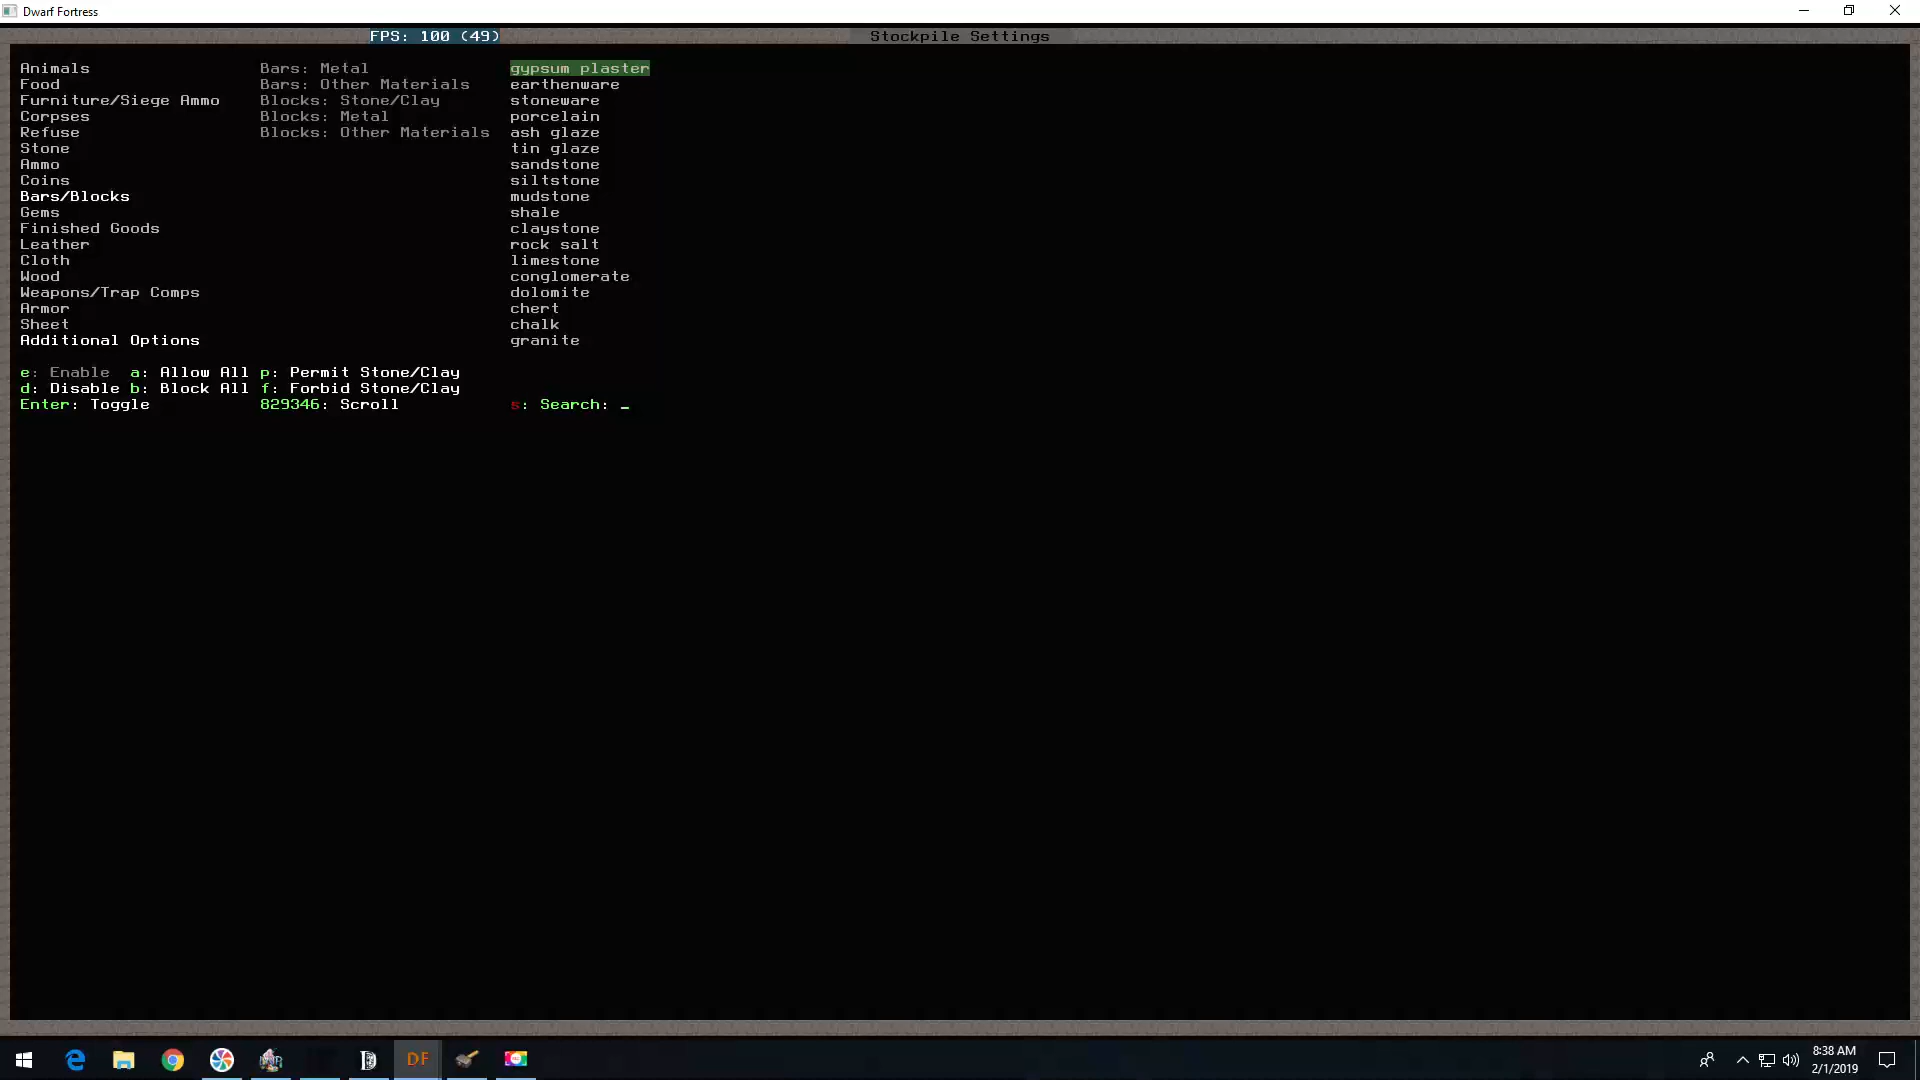 Dwarf Fortress
FPS: 100 (49)
Stockpile Settings
Animals Bars: Metal gypsum plaster
Food Bars: Other Materials earthenware
Furniture/Siege Ammo Blocks: Stone/Clay stoneware
Corpses Blocks: Metal porcelain
Refuse Blocks: Other Materials ash glaze
Stone tin glaze
Ammo sandstone
Coins siltstone
Bars/Blocks mudstone
Gems shale
Finished Goods claystone
Leather rock salt
Cloth limestone
Wood conglomerate
Weapons/Trap Comps dolomite
Armor chert
Sheet chalk
Additional Options granite
e: Enable a: Allow All p: Permit Stone/Clay
d: Disable b: Block All f: Forbid Stone/Clay
Enter: Toggle 829346: Scroll s: Search: _
DF
8:38 AM
2/1/2019